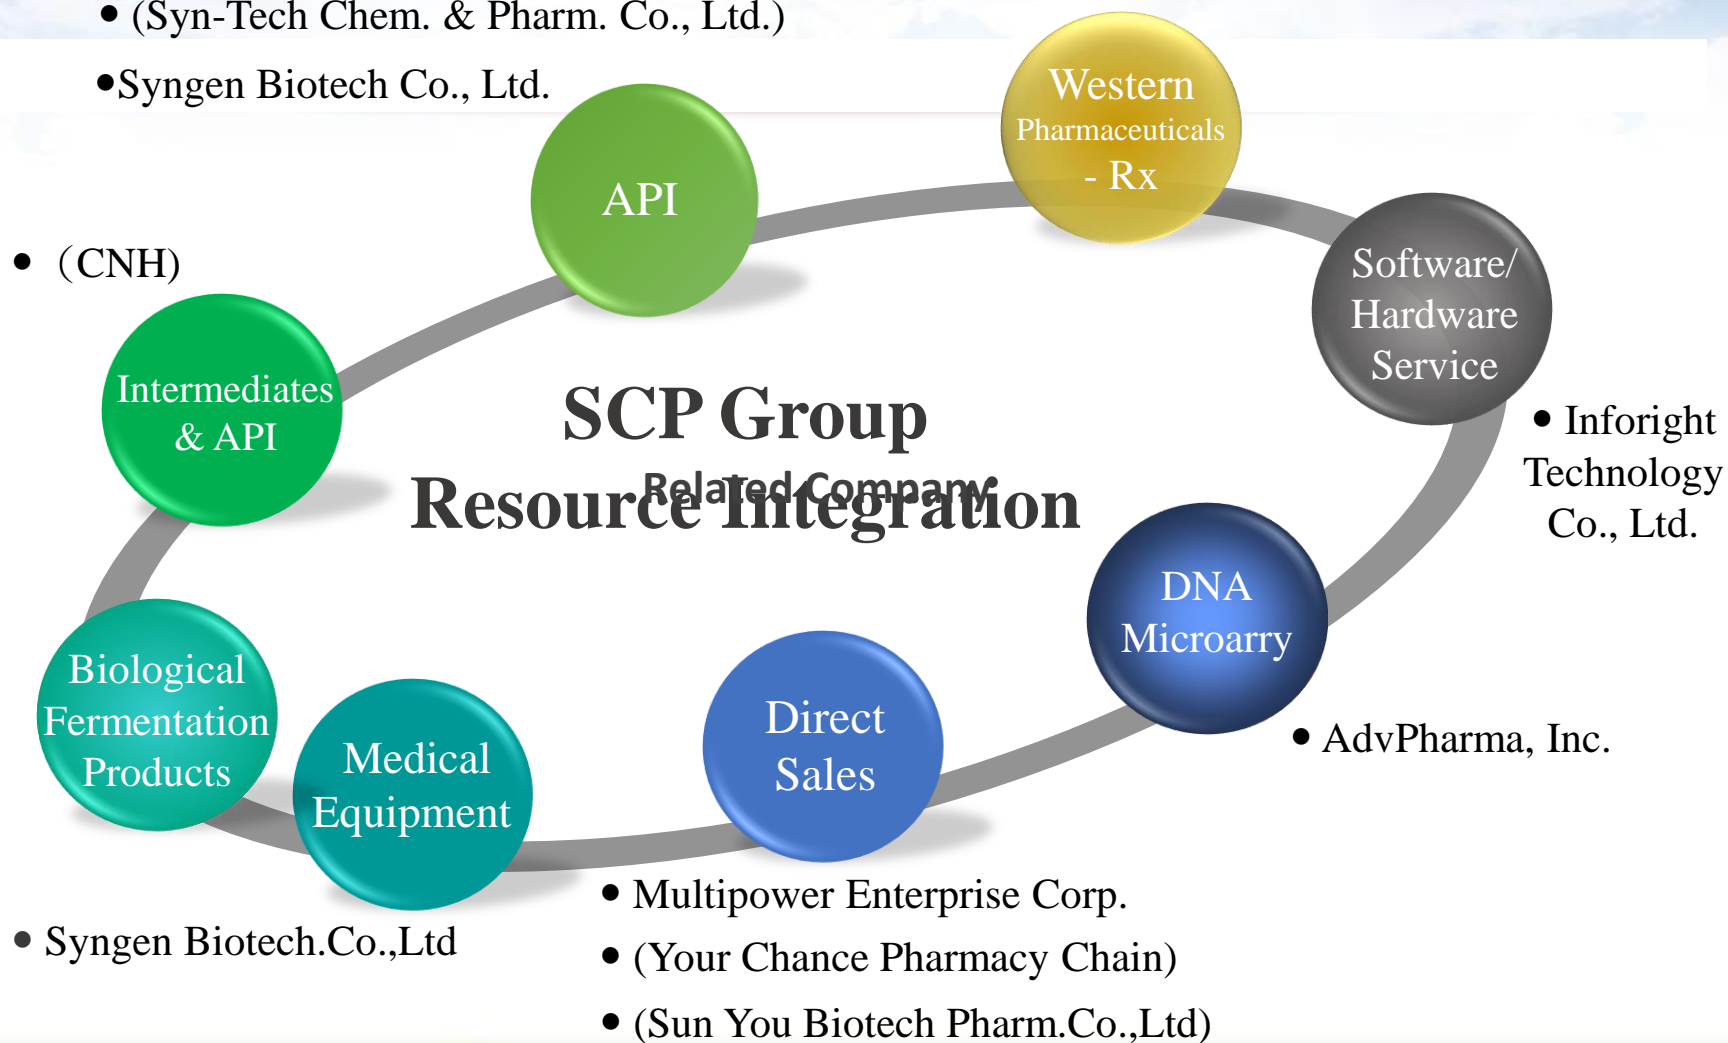 • (Syn-Tech Chem. & Pharm. Co., Ltd.)
•Syngen Biotech Co., Ltd.
Western
Pharmaceuticals
- Rx
API
• （CNH)
Software/
Hardware
Service
Intermediates
& API
SCP Group
Resource Integration
Related Company
• Inforight
Technology
Co., Ltd.
DNA
Microarry
Biological
Fermentation
Products
Medical
Equipment
Direct
Sales
• AdvPharma, Inc.
• Multipower Enterprise Corp.
• Syngen Biotech.Co.,Ltd
• (Your Chance Pharmacy Chain)
• (Sun You Biotech Pharm.Co.,Ltd)